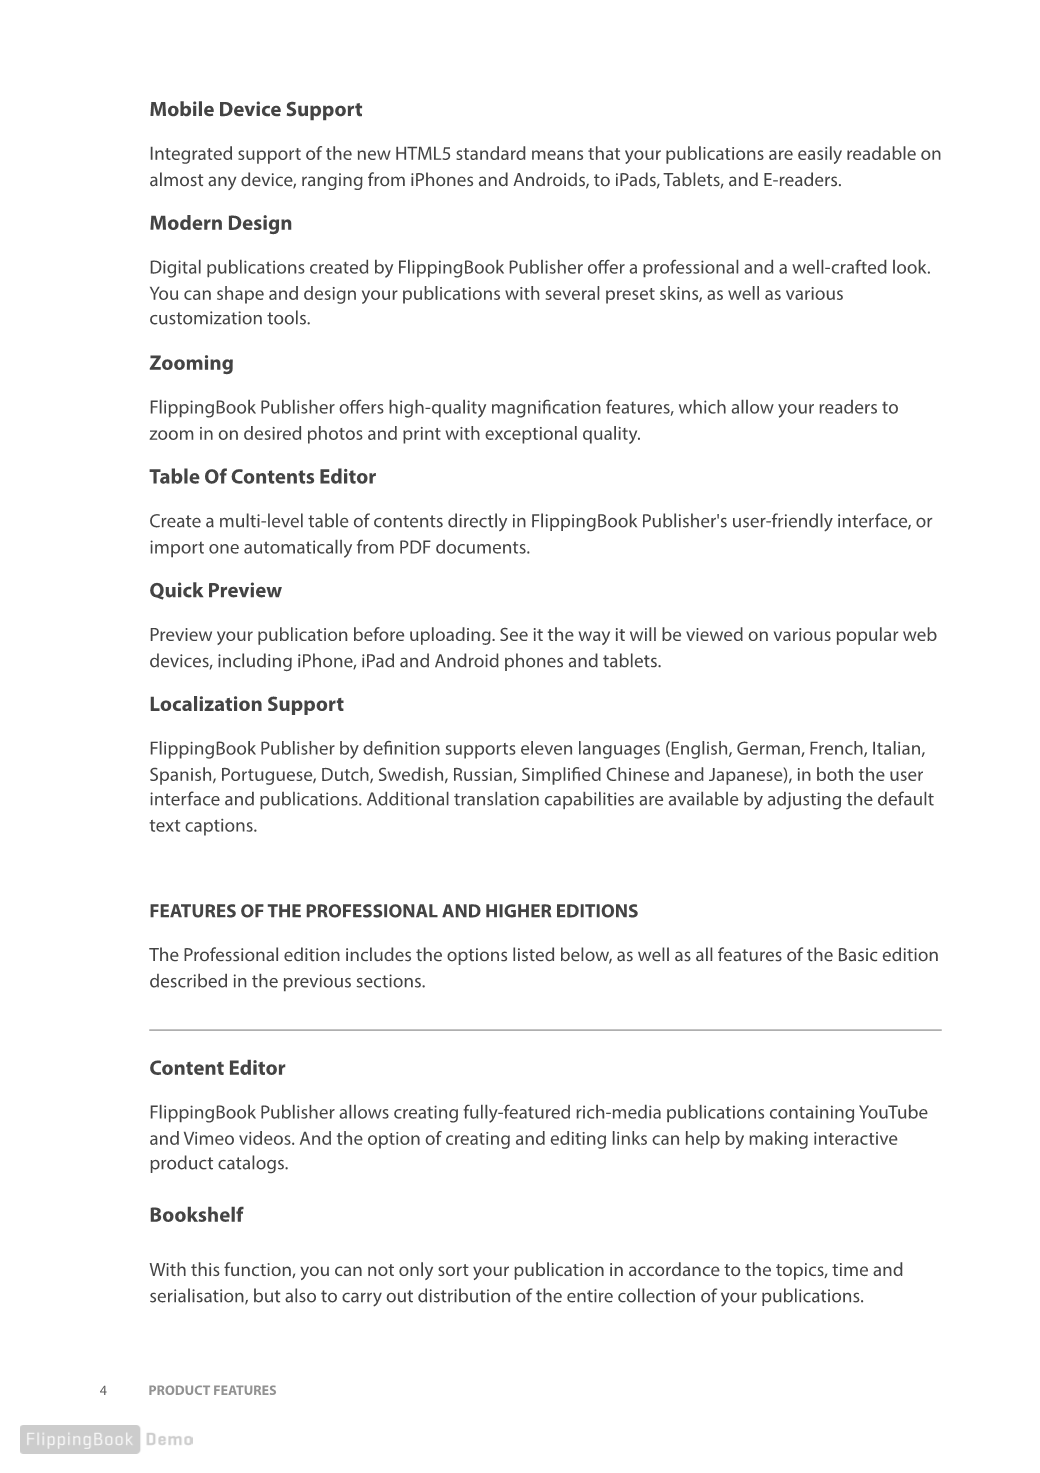 Mobile Device Support
Integrated support of the new HTML5 standard means that your publications are easily readable on
almost any device, ranging from iPhones and Androids, to iPads, Tablets, and E-readers.
Modern Design
Digital publications created by FlippingBook Publisher offer a professional and a well-crafted look.
You can shape and design your publications with several preset skins, as well as various
customization tools.
Zooming
FlippingBook Publisher offers high-quality magnification features, which allow your readers to
zoom in on desired photos and print with exceptional quality.
Table Of Contents Editor
Create a multi-level table of contents directly in FlippingBook Publisher's user-friendly interface, or
import one automatically from PDF documents.
Quick Preview
Preview your publication before uploading. See it the way it will be viewed on various popular web
devices, including iPhone, iPad and Android phones and tablets.
Localization Support
FlippingBook Publisher by definition supports eleven languages (English, German, French, Italian,
Spanish, Portuguese, Dutch, Swedish, Russian, Simplified Chinese and Japanese), in both the user
interface and publications. Additional translation capabilities are available by adjusting the default
text captions.
FEATURES OF THE PROFESSIONAL AND HIGHER EDITIONS
The Professional edition includes the options listed below, as well as all features of the Basic edition
described in the previous sections.
Content Editor
FlippingBook Publisher allows creating fully-featured rich-media publications containing YouTube
and Vimeo videos. And the option of creating and editing links can help by making interactive
product catalogs.
Bookshelf
With this function, you can not only sort your publication in accordance to the topics, time and
serialisation, but also to carry out distribution of the entire collection of your publications.
4 PRODUCT FEATURES
FlippingBook Demo